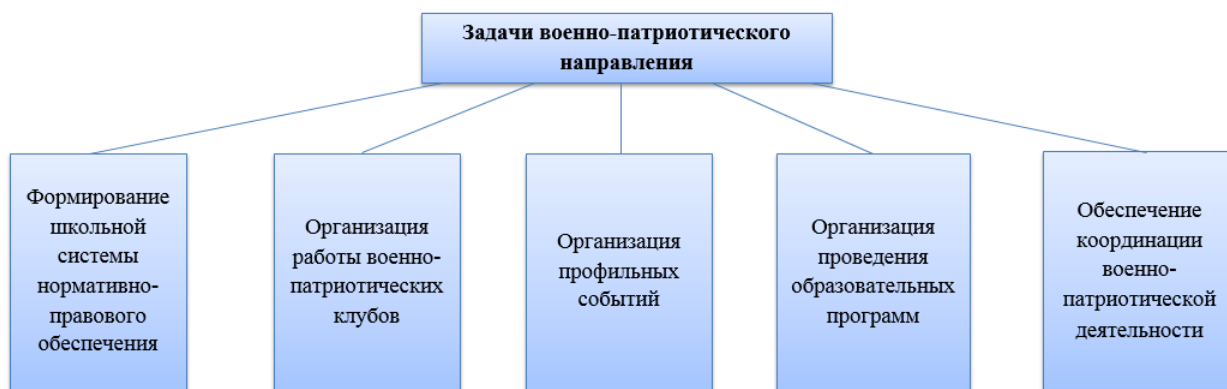 Задачи военно-патриотического
направления
Формирование
школьной
системы
нормативно-
правового
обеспечения
Организация
работы военно-
патриотических
клубов
Организация
профильных
событий
Организация
проведения
образовательных
программ
Обеспечение
координации
военно-
патриотической
деятельности